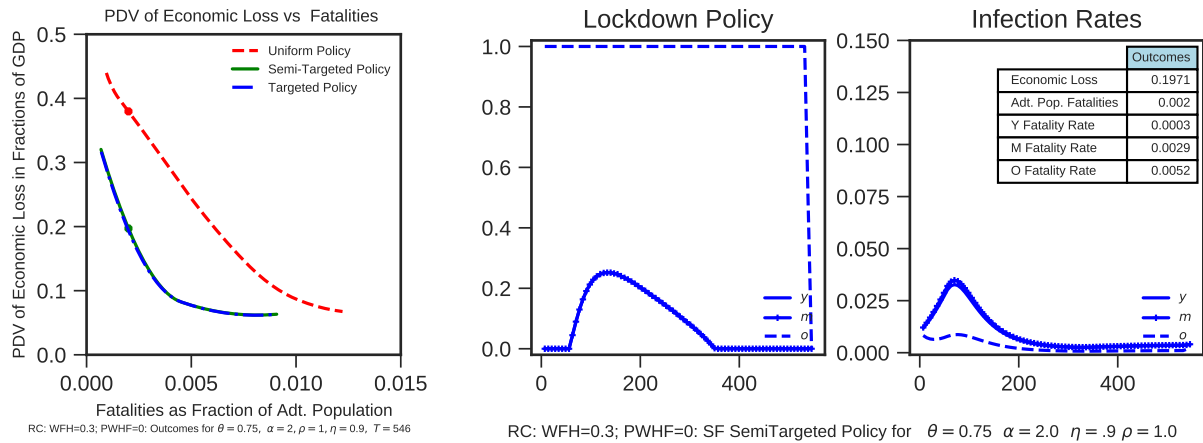 PDV of Economic Loss vs Fatalities
PDV of Economic Loss in Fractions of GDP
0.5
0.4
0.3
0.2
0.1
0.0
Uniform Policy
Semi-Targeted Policy
Targeted Policy
0.000
0.005
0.010
0.015
Fatalities as Fraction of Adt. Population
RC: WFH=0.3; PWHF=0: Outcomes for θ = 0.75, α = 2, ρ = 1, η = 0.9, T = 546
Lockdown Policy
1.0
0.8
0.6
0.4
0.2
0.0
y
m
o
0
200
400
Infection Rates
0.150
0.125
0.100
0.075
0.050
0.025
0.000
Outcomes
Economic Loss 0.1971
Adt. Pop. Fatalities 0.002
Y Fatality Rate 0.0003
M Fatality Rate 0.0029
O Fatality Rate 0.0052
y
m
o
0
200
400
RC: WFH=0.3; PWHF=0: SF SemiTargeted Policy for θ = 0.75 α = 2.0 η = .9 ρ = 1.0